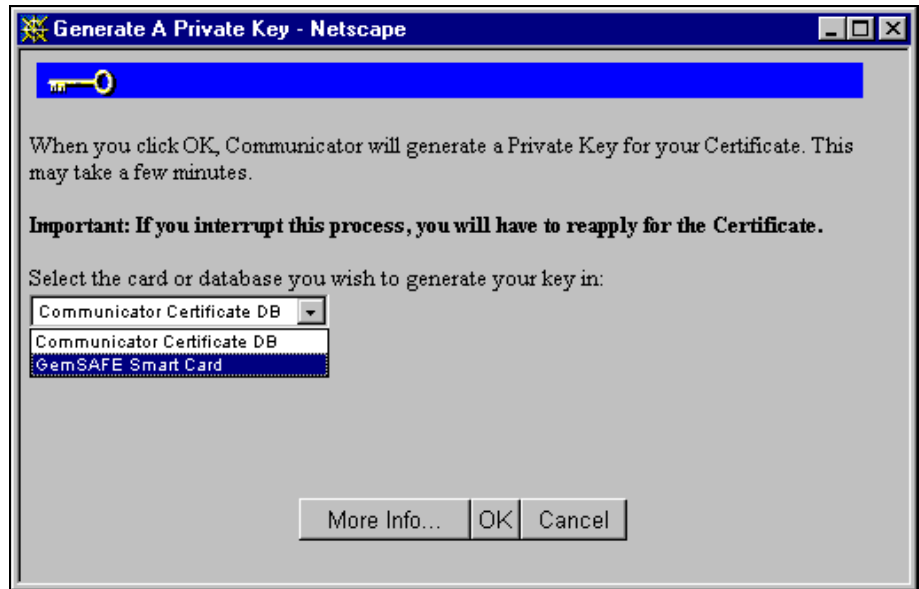 Generate A Private Key - Netscape
When you click OK, Communicator will generate a Private Key for your Certificate. This
may take a few minutes.
Important: If you interrupt this process, you will have to reapply for the Certificate.
Select the card or database you wish to generate your key in:
Communicator Certificate DB
Communicator Certificate DB
GemSAFE Smart Card
More Info... OK Cancel